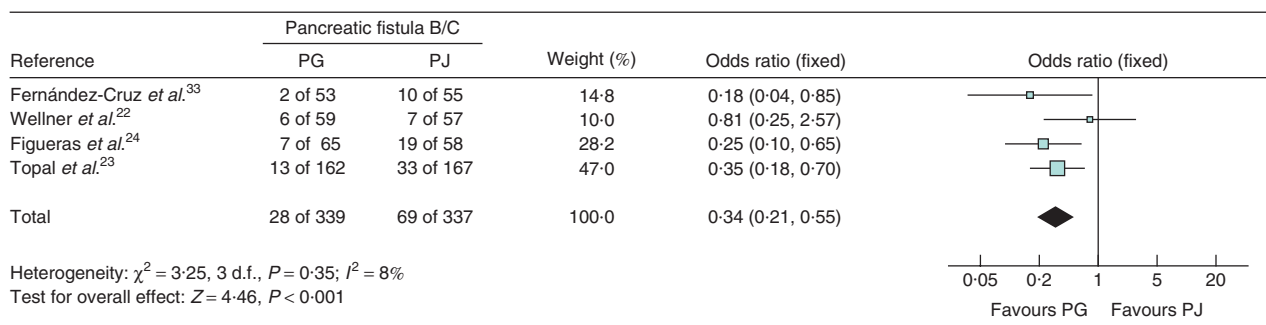 Pancreatic fistula B/C
Reference PG PJ Weight (%) Odds ratio (fixed) Odds ratio (fixed)
Fernández-Cruz et al.³³ 2 of 53 10 of 55 14·8 0·18 (0·04, 0·85)
Wellner et al.²² 6 of 59 7 of 57 10·0 0·81 (0·25, 2·57)
Figueras et al.²⁴ 7 of 65 19 of 58 28·2 0·25 (0·10, 0·65)
Topal et al.²³ 13 of 162 33 of 167 47·0 0·35 (0·18, 0·70)
Total 28 of 339 69 of 337 100·0 0·34 (0·21, 0·55)
Heterogeneity: χ² = 3·25, 3 d.f., P = 0·35; I² = 8%
Test for overall effect: Z = 4·46, P < 0·001
0·05 0·2 1 5 20
Favours PG Favours PJ